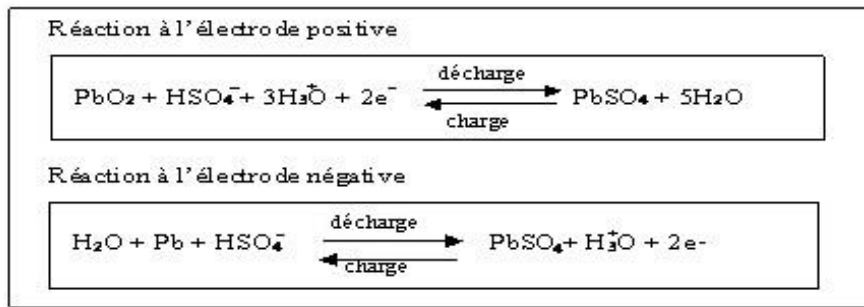 Réaction à l'électrode positive
décharge
PbO₂ + HSO₄⁻ + 3H₃O⁺ + 2e⁻ PbSO₄ + 5H₂O
charge
Réaction à l'électrode négative
décharge
H₂O + Pb + HSO₄⁻ PbSO₄ + H₃O⁺ + 2e-
charge